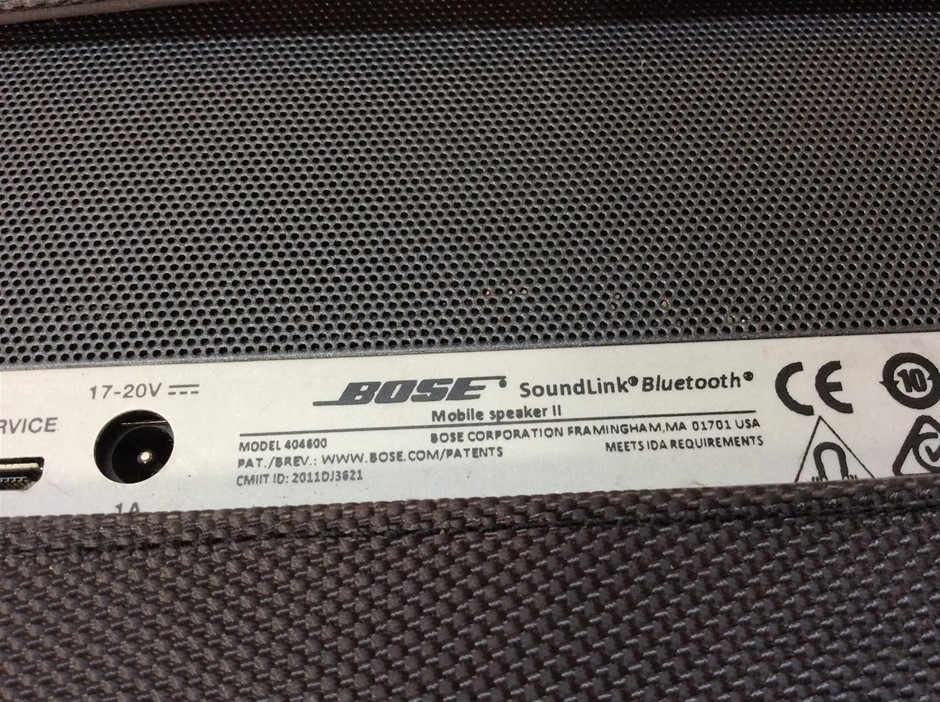 17-20V
RVICE
1A
BOSE® SoundLink® Bluetooth®
Mobile speaker II
MODEL 404600
BOSE CORPORATION FRAMINGHAM,MA 01701 USA
PAT./BREV.: WWW.BOSE.COM/PATENTS
MEETS IDA REQUIREMENTS
CMIIT ID: 2011DJ3621
CE
10